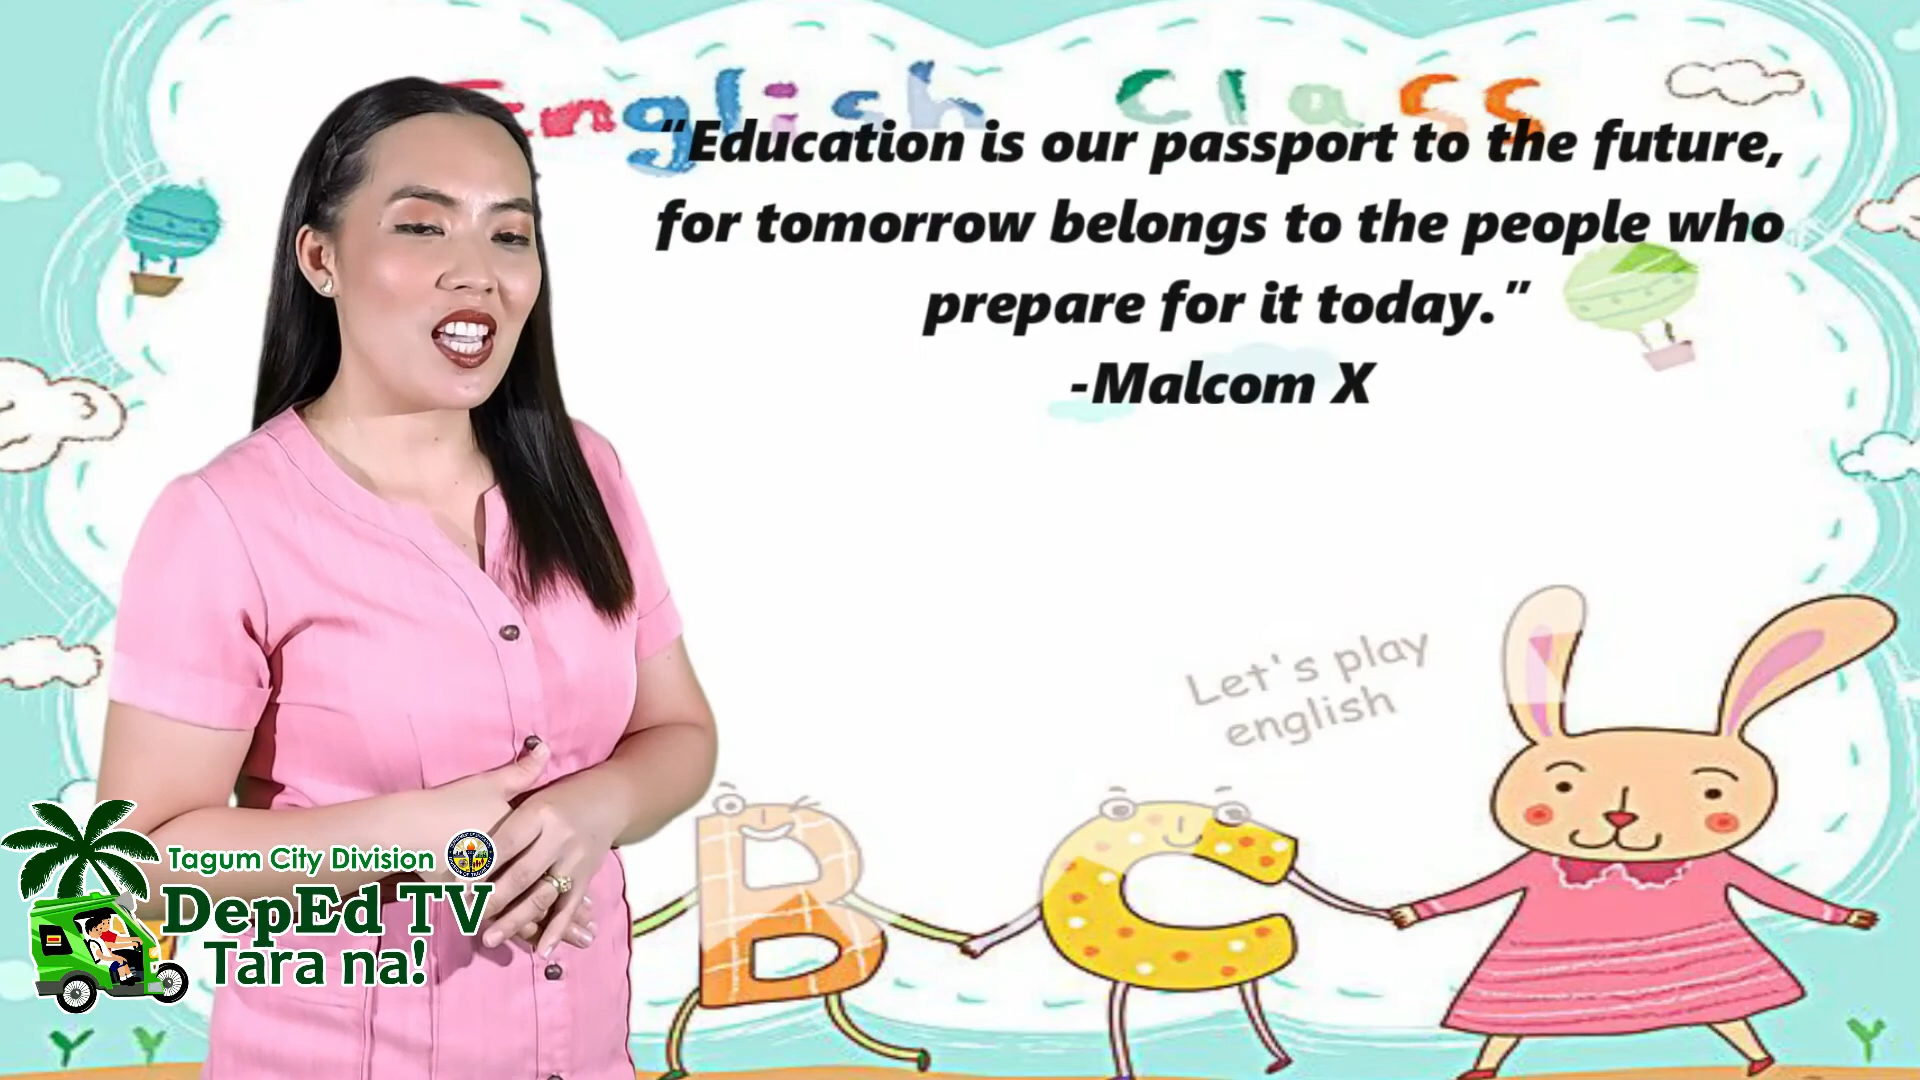 English Class
“Education is our passport to the future,
for tomorrow belongs to the people who
prepare for it today.”
-Malcom X
Let's play
english
B C
Tagum City Division
DepEd TV
Tara na!